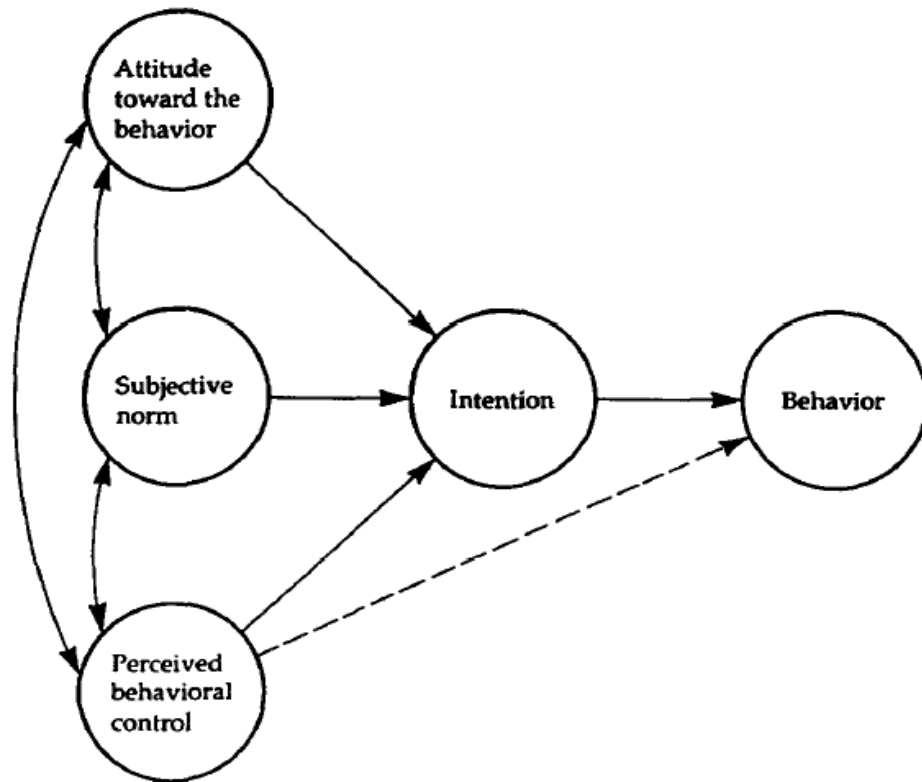 Attitude
toward the
behavior
Subjective
norm
Intention
Behavior
Perceived
behavioral
control